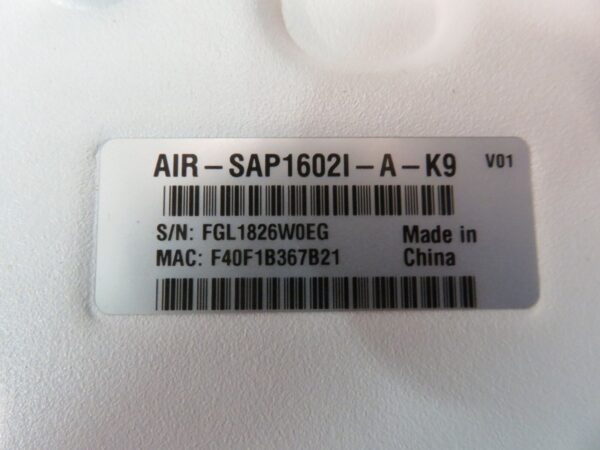 AIR-SAP1602I-A-K9 V01
S/N: FGL1826W0EG
MAC: F40F1B367B21
Made in
China